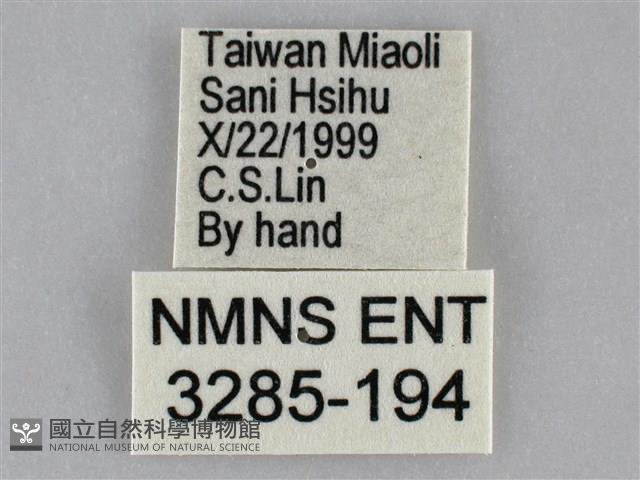 Taiwan Miaoli
Sani Hsihu
X/22/1999
C.S.Lin
By hand
NMNS ENT
3285-194
國立自然科學博物館
NATIONAL MUSEUM OF NATURAL SCIENCE